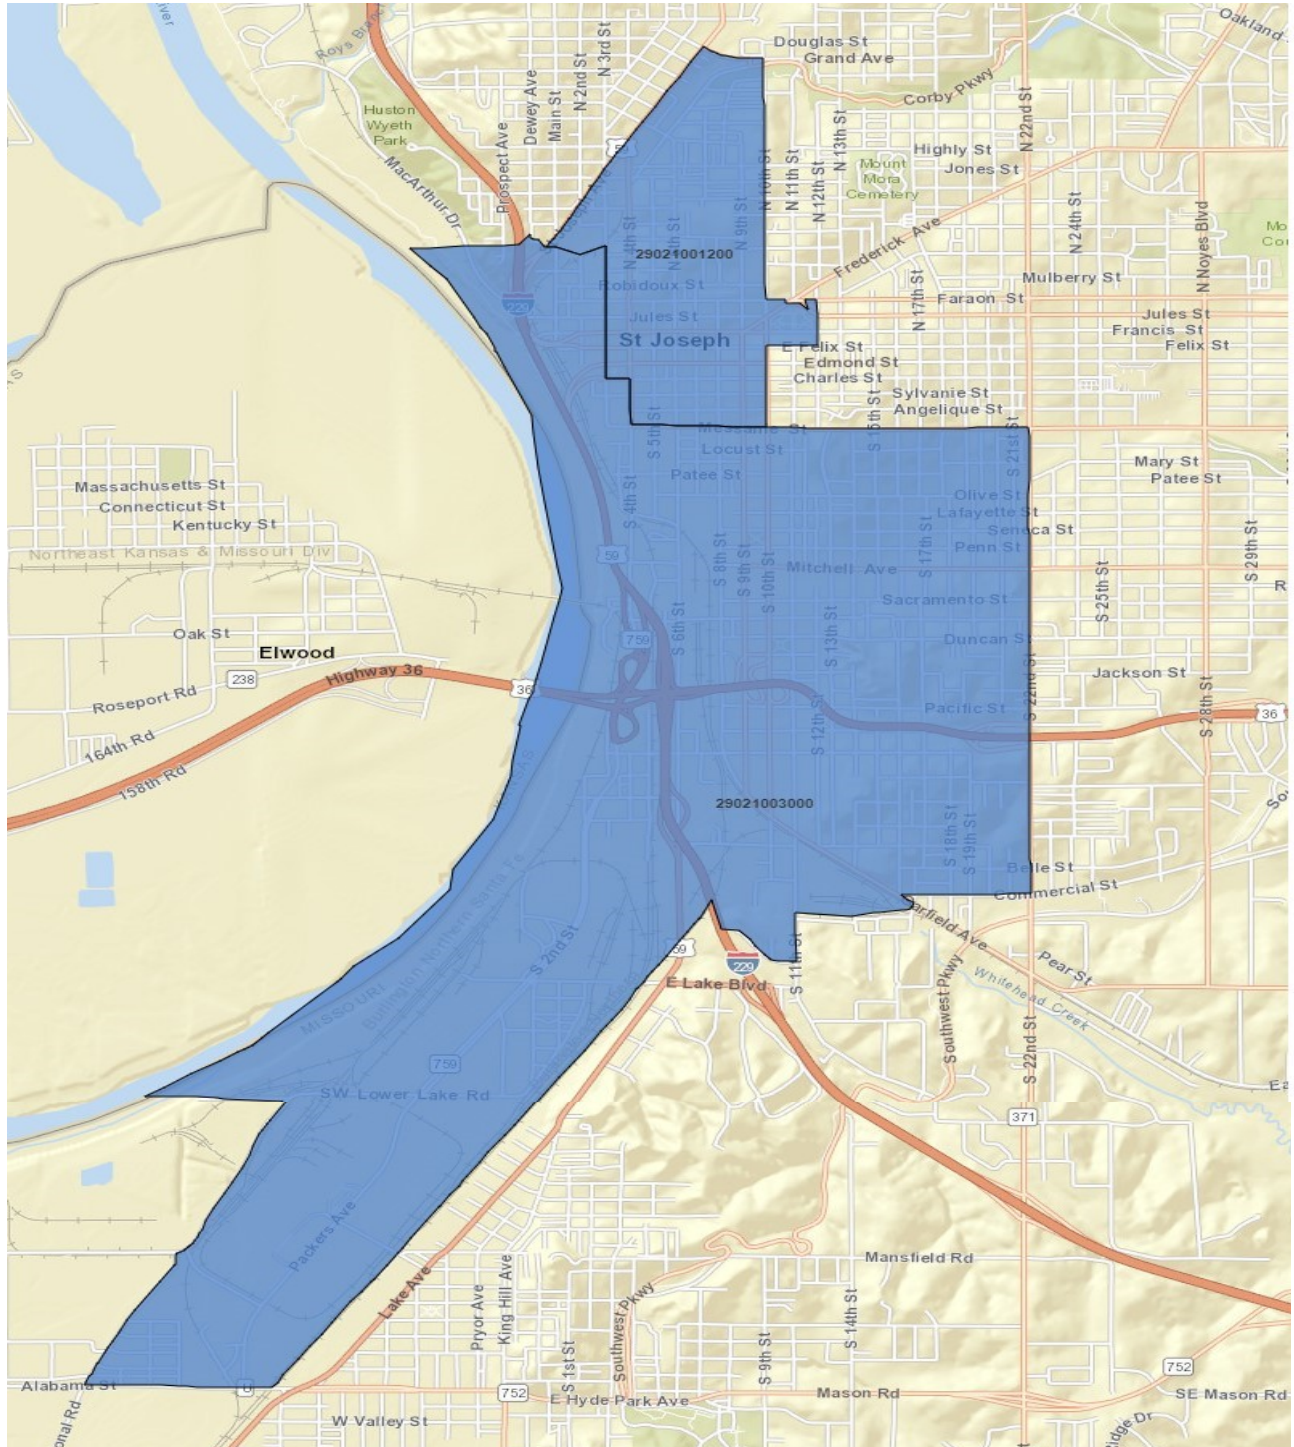 Oakland
Douglas St
Grand Ave
Roys Branch
N 3rd St
N 2nd St
Main St
Dewey Ave
Prospect Ave
Corby Pkwy
N 22nd St
Huston
Wyeth
Park
MacArthur Dr
59
N 10th St
N 11th St
N 12th St
N 13th St
Highly St
Jones St
Mount
Mora
Cemetery
N 9th St
N 4th St
N 24th St
N Noyes Blvd
Frederick Ave
29021001200
Robidoux St
229
Mulberry St
N 17th St
Faraon St
Jules St
Jules St
Francis St
Felix St
St Joseph
E Felix St
Edmond St
Charles St
Sylvanie St
Angelique St
Messanie St
S 15th St
S 21st St
S 5th St
Locust St
Patee St
Mary St
Patee St
Massachusetts St
Connecticut St
Kentucky St
S 4th St
Olive St
Lafayette St
Seneca St
Penn St
Northeast Kansas & Missouri Div
59
S 8th St
S 9th St
S 10th St
Mitchell Ave
S 17th St
S 25th St
S 29th St
Sacramento St
Oak St
Elwood
759
S 6th St
S 13th St
Duncan St
Highway 36
238
36
Jackson St
Roseport Rd
S 12th St
Pacific St
S 22nd St
S 28th St
36
164th Rd
158th Rd
29021003000
S 18th St
S 19th St
Belle St
Commercial St
S 2nd St
59
229
E Lake Blvd
S 11th St
Southwest Pkwy
Pear St
Whitehead Creek
S 22nd St
759
SW Lower Lake Rd
371
Packers Ave
Lake Ave
Pryor Ave
King Hill Ave
S 1st St
Southwest Pkwy
S 9th St
S 14th St
Mansfield Rd
752
Alabama St
752
E Hyde Park Ave
Mason Rd
SE Mason Rd
W Valley St